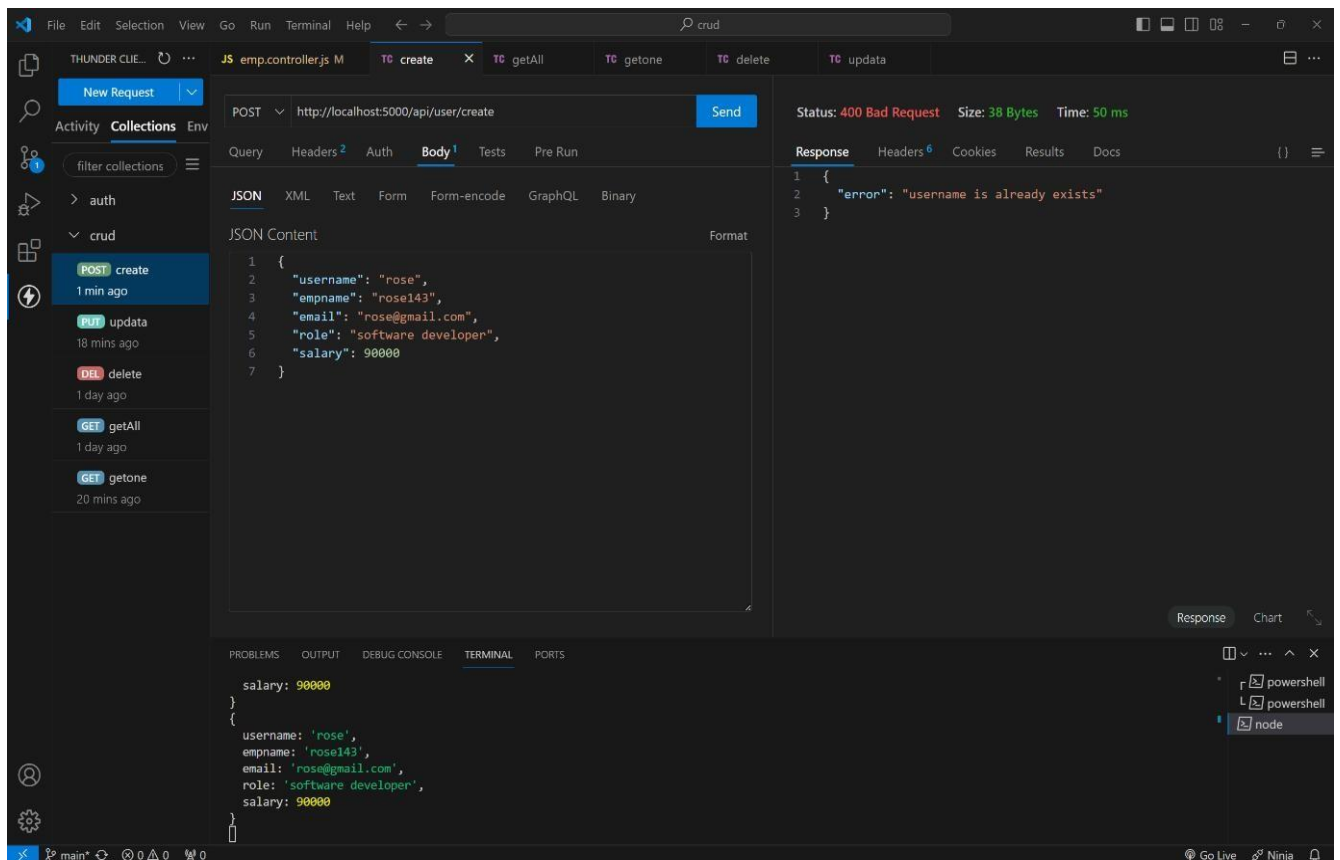 File Edit Selection View Go Run Terminal Help crud
THUNDER CLIE... ...
JS emp.controller.js M TC create X TC getAll TC getone TC delete TC updata ...
New Request
Activity Collections Env
filter collections
auth
crud
POST create
1 min ago
PUT updata
18 mins ago
DEL delete
1 day ago
GET getAll
1 day ago
GET getone
20 mins ago
1
POST http://localhost:5000/api/user/create Send
Query Headers 2 Auth Body 1 Tests Pre Run
JSON XML Text Form Form-encode GraphQL Binary
JSON Content Format
1 {
2 "username": "rose",
3 "empname": "rose143",
4 "email": "rose@gmail.com",
5 "role": "software developer",
6 "salary": 90000
7 }
Status: 400 Bad Request Size: 38 Bytes Time: 50 ms
Response Headers 6 Cookies Results Docs {}
1 {
2 "error": "username is already exists"
3 }
Response Chart
PROBLEMS OUTPUT DEBUG CONSOLE TERMINAL PORTS ...
salary: 90000
}
{
username: 'rose',
empname: 'rose143',
email: 'rose@gmail.com',
role: 'software developer',
salary: 90000
}
powershell
powershell
node
main* 0 0 0 Go Live Ninja